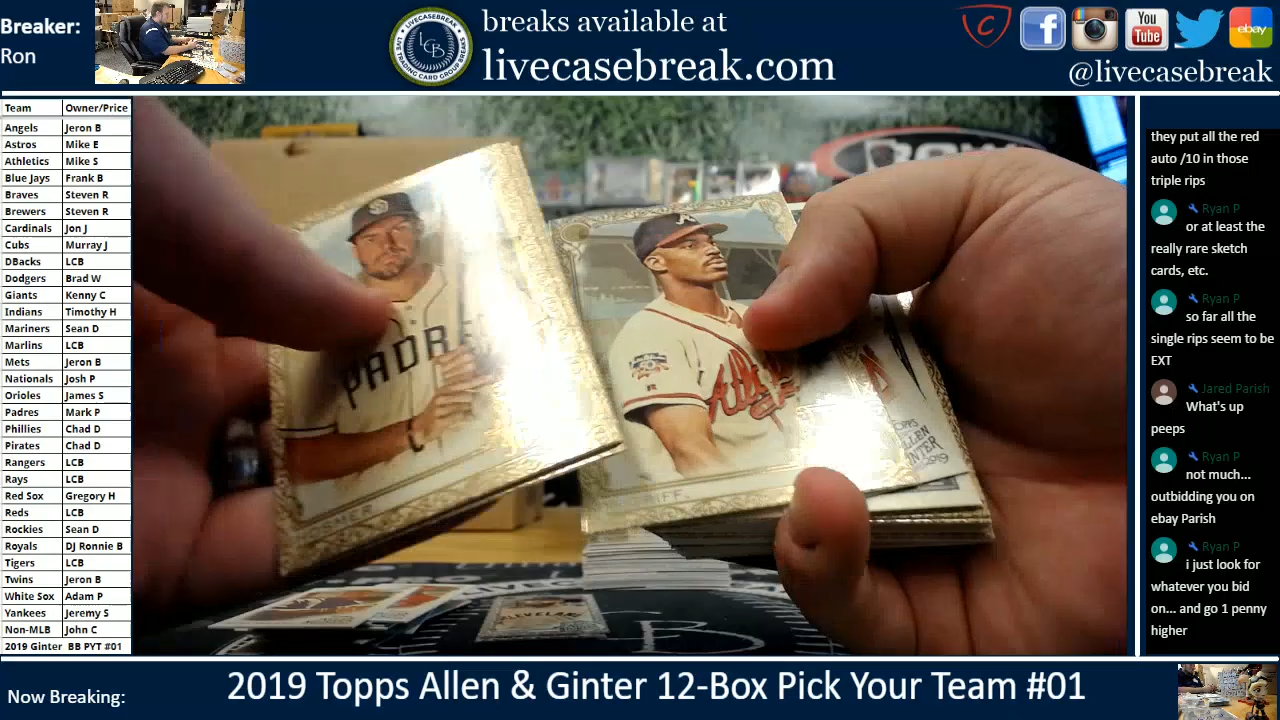 Breaker:
Ron
breaks available at
livecasebreak.com
LIVECASEBREAK
LCB
You
Tube
ebay
@livecasebreak
Team Owner/Price
Angels Jeron B
Astros Mike E
Athletics Mike S
Blue Jays Frank B
Braves Steven R
Brewers Steven R
Cardinals Jon J
Cubs Murray J
DBacks LCB
Dodgers Brad W
Giants Kenny C
Indians Timothy H
Mariners Sean D
Marlins LCB
Mets Jeron B
Nationals Josh P
Orioles James S
Padres Mark P
Phillies Chad D
Pirates Chad D
Rangers LCB
Rays LCB
Red Sox Gregory H
Reds LCB
Rockies Sean D
Royals DJ Ronnie B
Tigers LCB
Twins Jeron B
White Sox Adam P
Yankees Jeremy S
Non-MLB John C
2019 Ginter BB PYT #01
PADRE
CLEVELAND
they put all the red
auto /10 in those
triple rips
Ryan P
or at least the
really rare sketch
cards, etc.
Ryan P
so far all the
single rips seem to be
EXT
Jared Parish
What's up
peeps
Ryan P
not much...
outbidding you on
ebay Parish
Ryan P
i just look for
whatever you bid
on... and go 1 penny
higher
Now Breaking:
2019 Topps Allen & Ginter 12-Box Pick Your Team #01